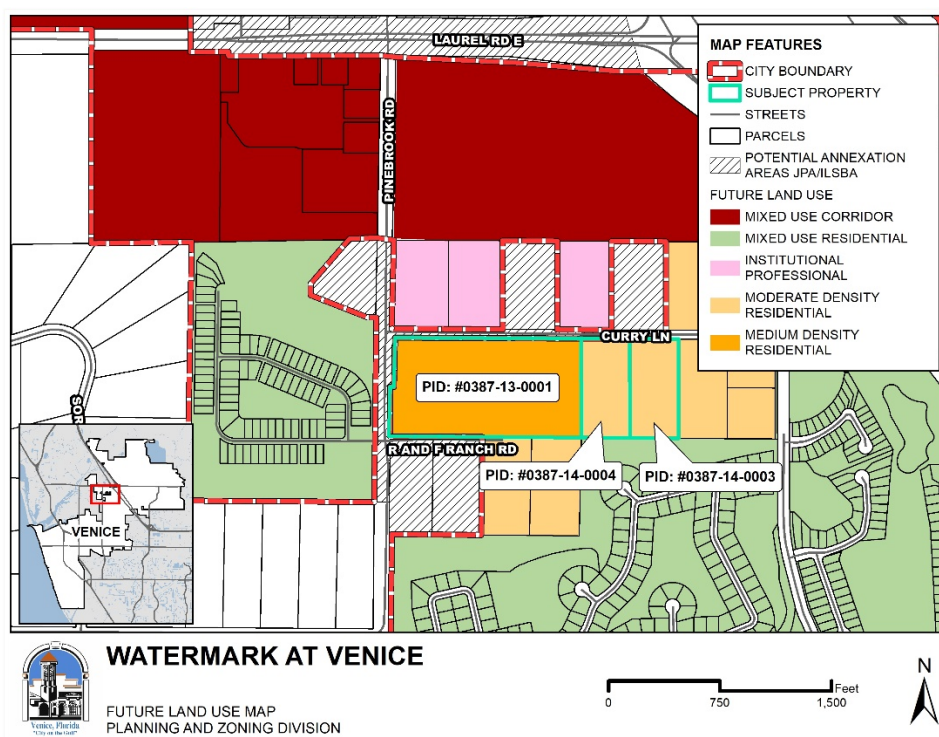 LAUREL RD E
PINEBROOK RD
MAP FEATURES
CITY BOUNDARY
SUBJECT PROPERTY
STREETS
PARCELS
POTENTIAL ANNEXATION
AREAS JPA/ILSBA
FUTURE LAND USE
MIXED USE CORRIDOR
MIXED USE RESIDENTIAL
INSTITUTIONAL
PROFESSIONAL
MODERATE DENSITY
RESIDENTIAL
MEDIUM DENSITY
RESIDENTIAL
CURRY LN
PID: #0387-13-0001
SOR
R AND F RANCH RD
PID: #0387-14-0004
PID: #0387-14-0003
VENICE
WATERMARK AT VENICE
FUTURE LAND USE MAP
PLANNING AND ZONING DIVISION
Venice, Florida
"City on the Gulf"
0 750 1,500
Feet
N